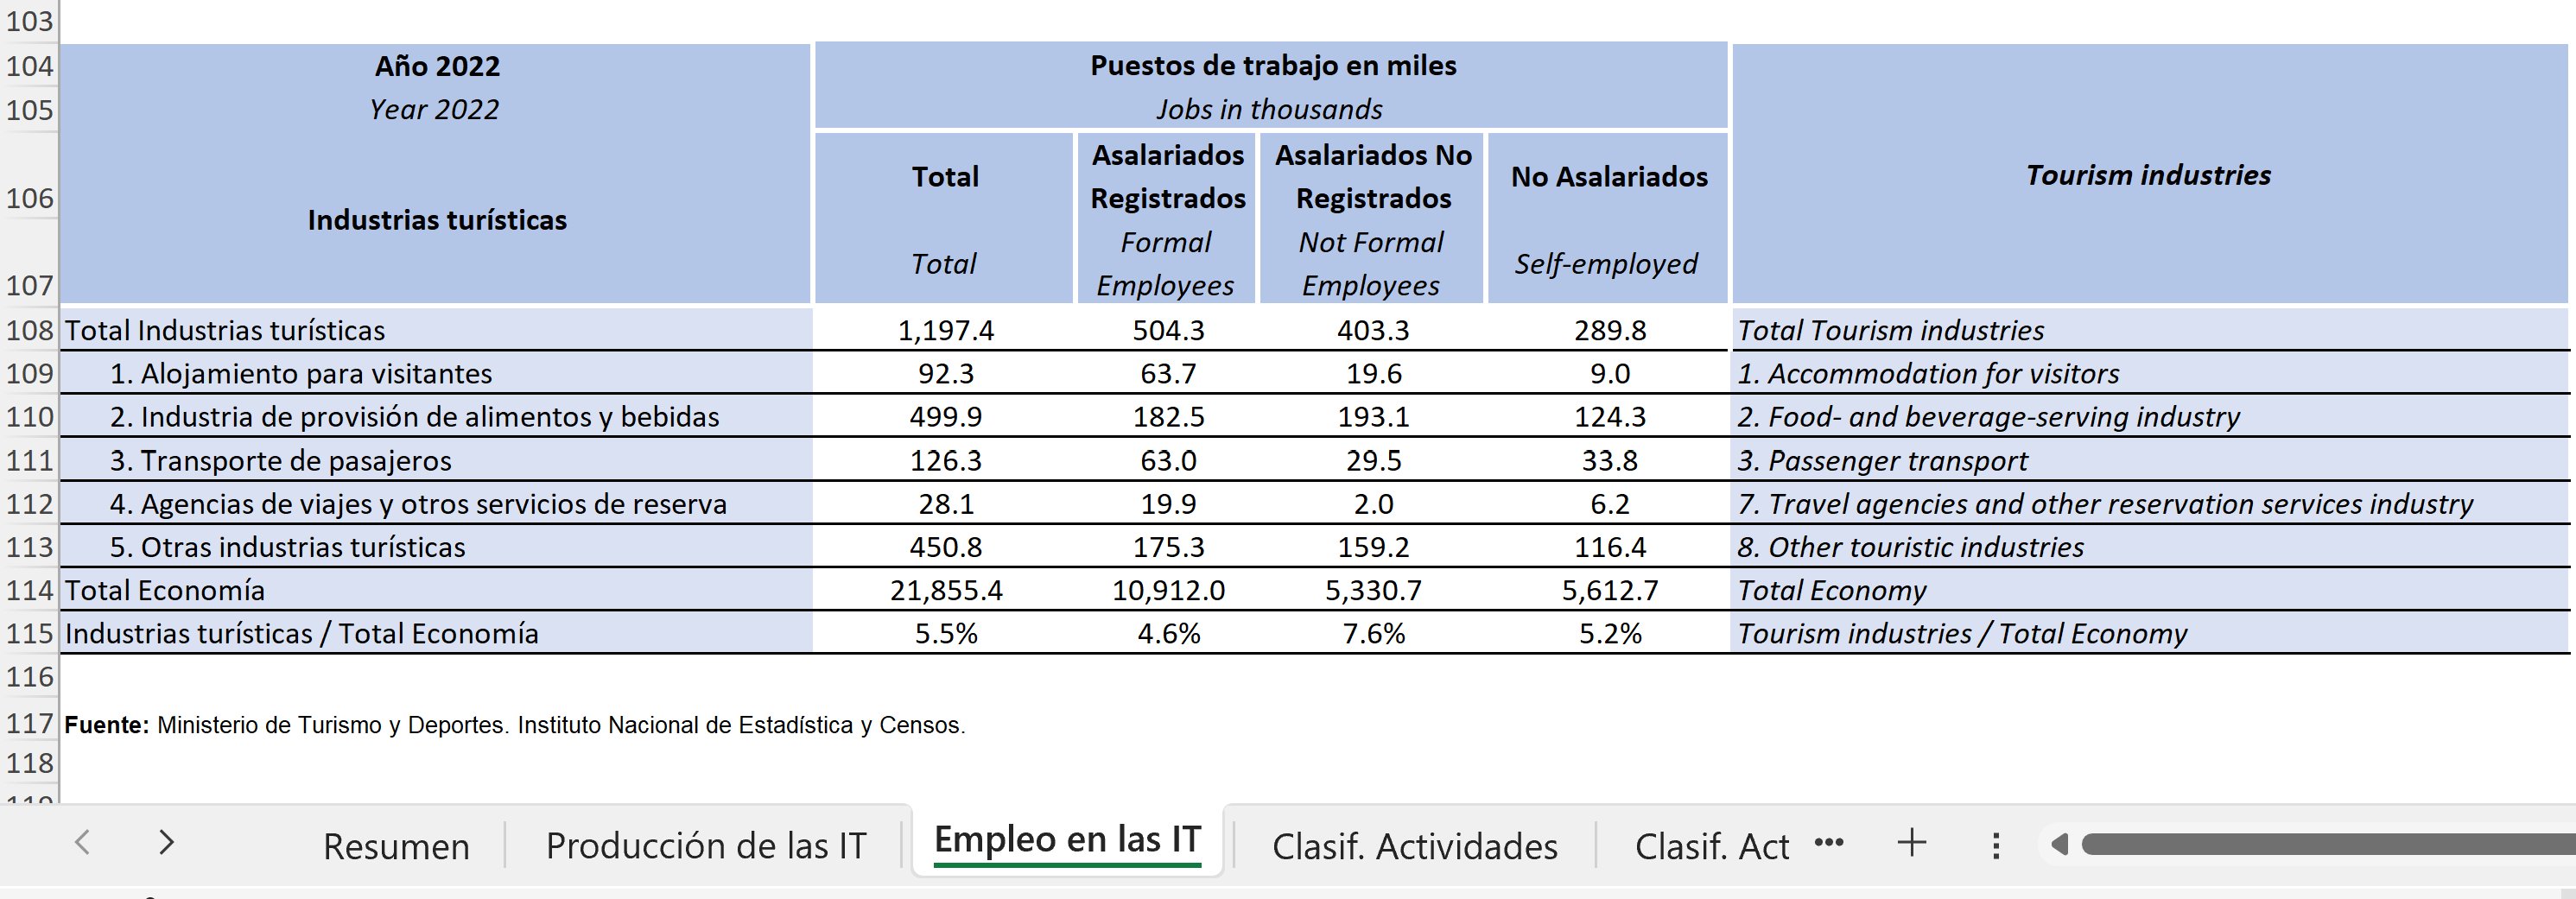 103
104 Año 2022 Puestos de trabajo en miles
105 Year 2022 Jobs in thousands
106
107
Industrias turísticas
Total
Total
Asalariados
Registrados
Formal
Employees
Asalariados No
Registrados
Not Formal
Employees
No Asalariados
Self-employed
Tourism industries
108 Total Industrias turísticas 1,197.4 504.3 403.3 289.8 Total Tourism industries
109 1. Alojamiento para visitantes 92.3 63.7 19.6 9.0 1. Accommodation for visitors
110 2. Industria de provisión de alimentos y bebidas 499.9 182.5 193.1 124.3 2. Food- and beverage-serving industry
111 3. Transporte de pasajeros 126.3 63.0 29.5 33.8 3. Passenger transport
112 4. Agencias de viajes y otros servicios de reserva 28.1 19.9 2.0 6.2 7. Travel agencies and other reservation services industry
113 5. Otras industrias turísticas 450.8 175.3 159.2 116.4 8. Other touristic industries
114 Total Economía 21,855.4 10,912.0 5,330.7 5,612.7 Total Economy
115 Industrias turísticas / Total Economía 5.5% 4.6% 7.6% 5.2% Tourism industries / Total Economy
116
117 Fuente: Ministerio de Turismo y Deportes. Instituto Nacional de Estadística y Censos.
118
Resumen Producción de las IT Empleo en las IT Clasif. Actividades Clasif. Act